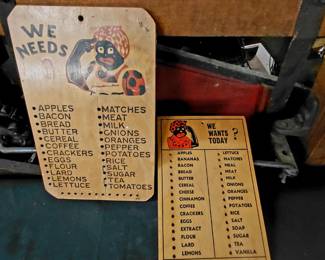 WE
NEEDS
APPLES
BACON
BREAD
BUTTER
CEREAL
COFFEE
CRACKERS
EGGS
FLOUR
LARD
LEMONS
LETTUCE
MATCHES
MEAT
MILK
ONIONS
ORANGES
PEPPER
POTATOES
RICE
SALT
SUGAR
TEA
TOMATOES
WE
WANTS
TODAY ?
APPLES
BANANAS
BACON
BREAD
BUTTER
CEREAL
CHEESE
CINNAMON
COFFEE
CRACKERS
EGGS
EXTRACT
FLOUR
LARD
LEMONS
LETTUCE
MATCHES
MEAL
MEAT
MILK
ONIONS
ORANGES
PEPPER
POTATOES
RICE
SALT
SOAP
SUGAR
TEA
VANILLA